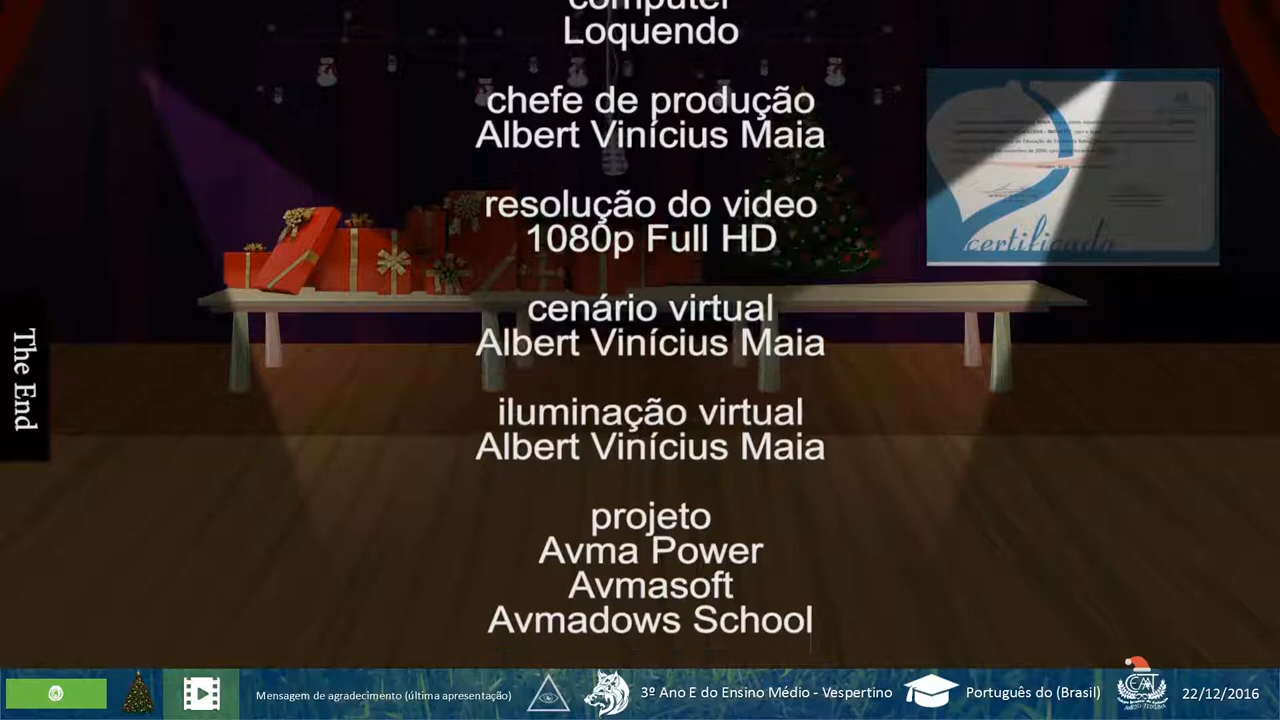 computer
Loquendo
chefe de produção
Albert Vinícius Maia
resolução do video
1080p Full HD
cenário virtual
Albert Vinícius Maia
iluminação virtual
Albert Vinícius Maia
projeto
Avma Power
Avmasoft
Avmadows School
certificado
The End
Mensagem de agradecimento (última apresentação)
3º Ano E do Ensino Médio - Vespertino
Português do (Brasil)
22/12/2016